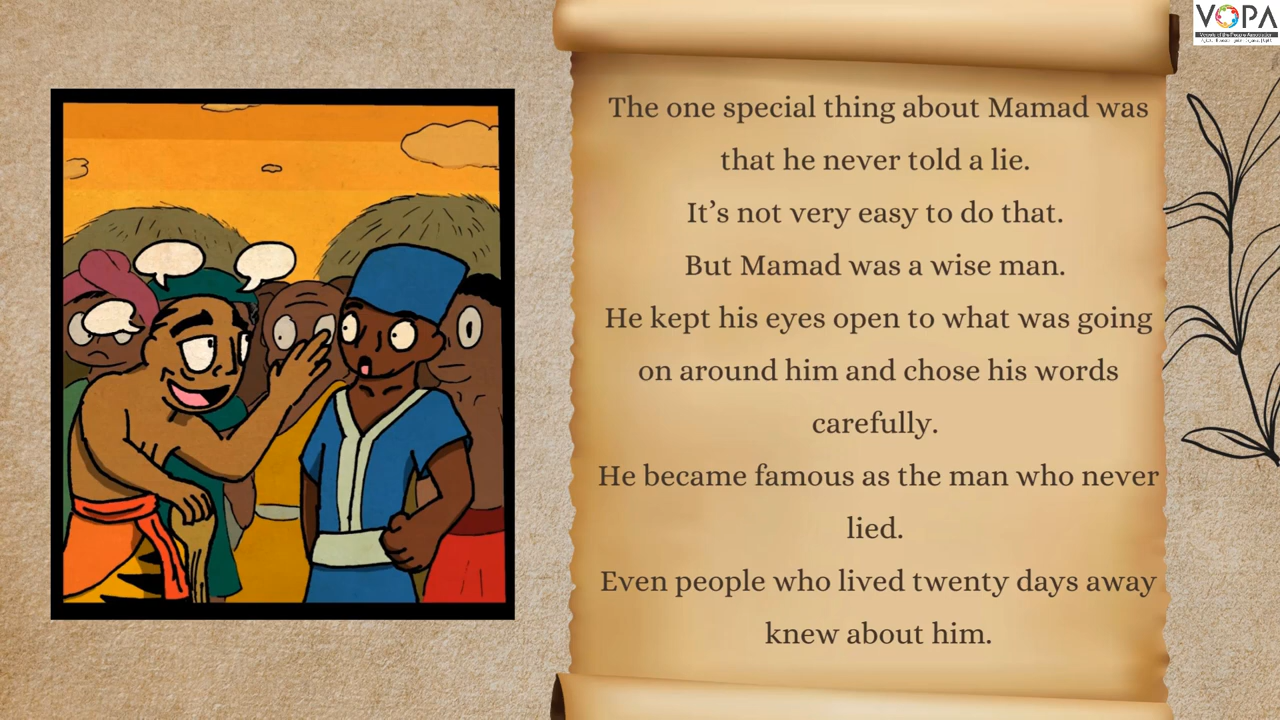 VOPA
The one special thing about Mamad was
that he never told a lie.
It’s not very easy to do that.
But Mamad was a wise man.
He kept his eyes open to what was going
on around him and chose his words
carefully.
He became famous as the man who never
lied.
Even people who lived twenty days away
knew about him.